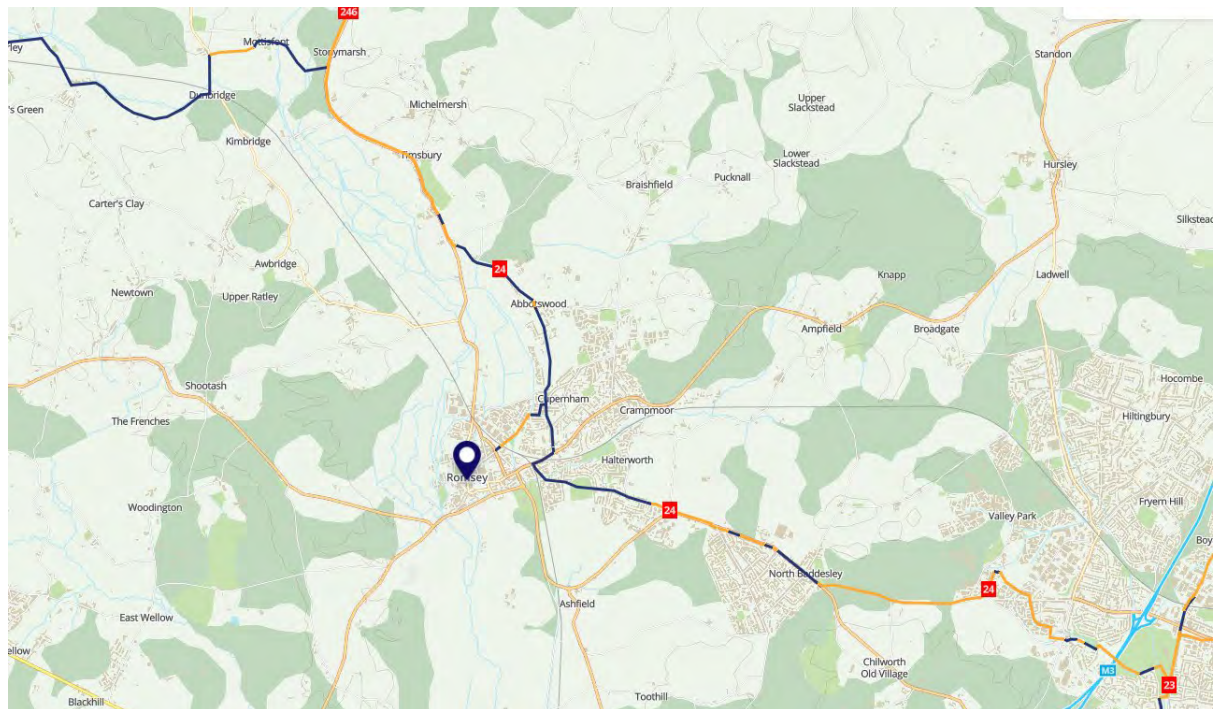 246
Mottisfont
Stonymarsh
Standon
rley
Dunbridge
Michelmersh
Upper
Slackstead
's Green
Kimbridge
Timsbury
Lower
Slackstead
Hursley
Braishfield
Pucknall
Carter's Clay
Silkstead
Awbridge
24
Knapp
Ladwell
Newtown
Upper Ratley
Abbotswood
Ampfield
Broadgate
Shootash
Hocombe
Cupernham
Crampmoor
Hiltingbury
The Frenches
Halterworth
Romsey
Woodington
24
Fryern Hill
Valley Park
Boy
North Baddesley
24
Ashfield
East Wellow
ellow
Chilworth
Old Village
M3
23
Toothill
Blackhill